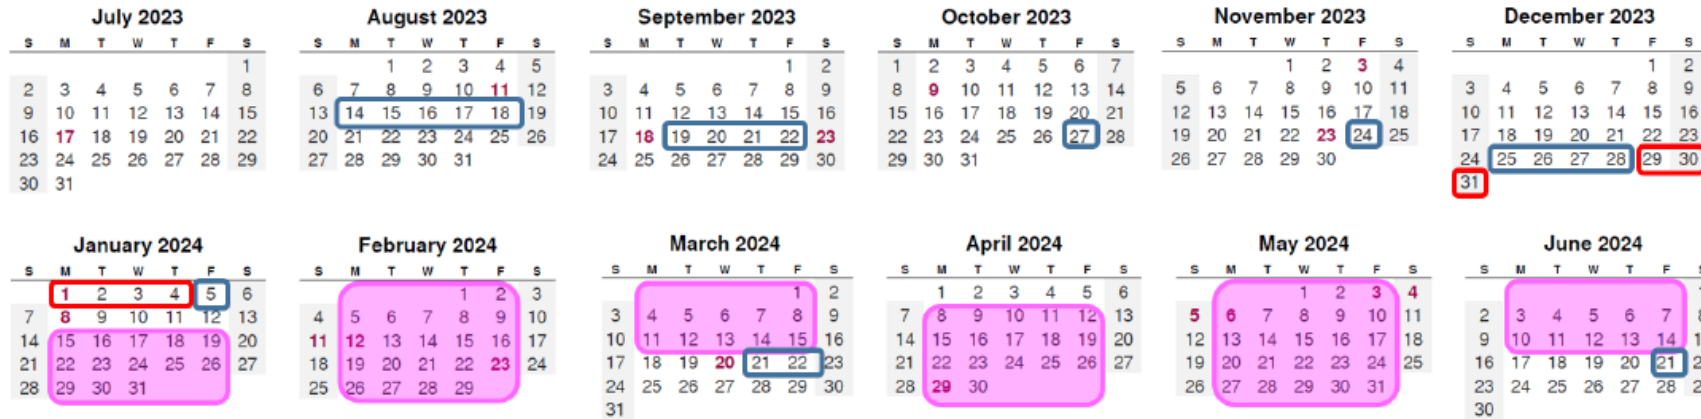 July 2023
S M T W T F S
1
2 3 4 5 6 7 8
9 10 11 12 13 14 15
16 17 18 19 20 21 22
23 24 25 26 27 28 29
30 31
August 2023
S M T W T F S
1 2 3 4 5
6 7 8 9 10 11 12
13 14 15 16 17 18 19
20 21 22 23 24 25 26
27 28 29 30 31
September 2023
S M T W T F S
1 2
3 4 5 6 7 8 9
10 11 12 13 14 15 16
17 18 19 20 21 22 23
24 25 26 27 28 29 30
October 2023
S M T W T F S
1 2 3 4 5 6 7
8 9 10 11 12 13 14
15 16 17 18 19 20 21
22 23 24 25 26 27 28
29 30 31
November 2023
S M T W T F S
1 2 3 4
5 6 7 8 9 10 11
12 13 14 15 16 17 18
19 20 21 22 23 24 25
26 27 28 29 30
December 2023
S M T W T F S
1 2
3 4 5 6 7 8 9
10 11 12 13 14 15 16
17 18 19 20 21 22 23
24 25 26 27 28 29 30
31
January 2024
S M T W T F S
1 2 3 4 5 6
7 8 9 10 11 12 13
14 15 16 17 18 19 20
21 22 23 24 25 26 27
28 29 30 31
February 2024
S M T W T F S
1 2 3
4 5 6 7 8 9 10
11 12 13 14 15 16 17
18 19 20 21 22 23 24
25 26 27 28 29
March 2024
S M T W T F S
1 2
3 4 5 6 7 8 9
10 11 12 13 14 15 16
17 18 19 20 21 22 23
24 25 26 27 28 29 30
31
April 2024
S M T W T F S
1 2 3 4 5 6
7 8 9 10 11 12 13
14 15 16 17 18 19 20
21 22 23 24 25 26 27
28 29 30
May 2024
S M T W T F S
1 2 3 4
5 6 7 8 9 10 11
12 13 14 15 16 17 18
19 20 21 22 23 24 25
26 27 28 29 30 31
June 2024
S M T W T F
2 3 4 5 6 7
9 10 11 12 13 14
16 17 18 19 20 21
23 24 25 26 27 28
30